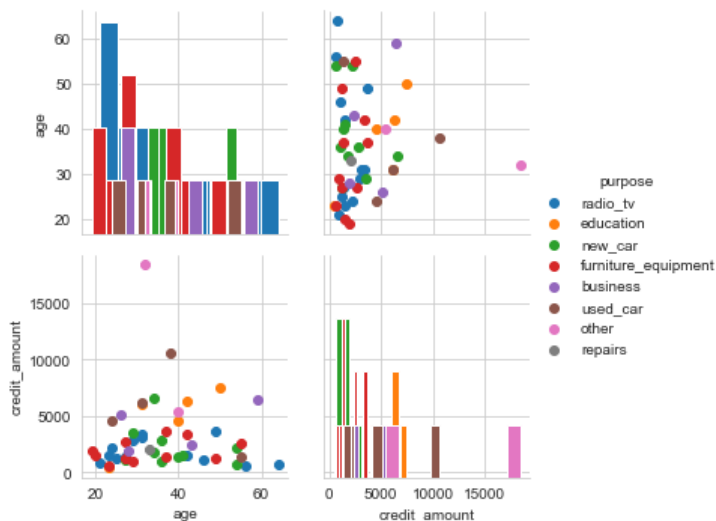 60
50
40
30
20
age
purpose
radio_tv
education
new_car
furniture_equipment
business
used_car
other
repairs
15000
10000
5000
0
credit_amount
20 40 60
age
0 5000 10000 15000
credit_amount